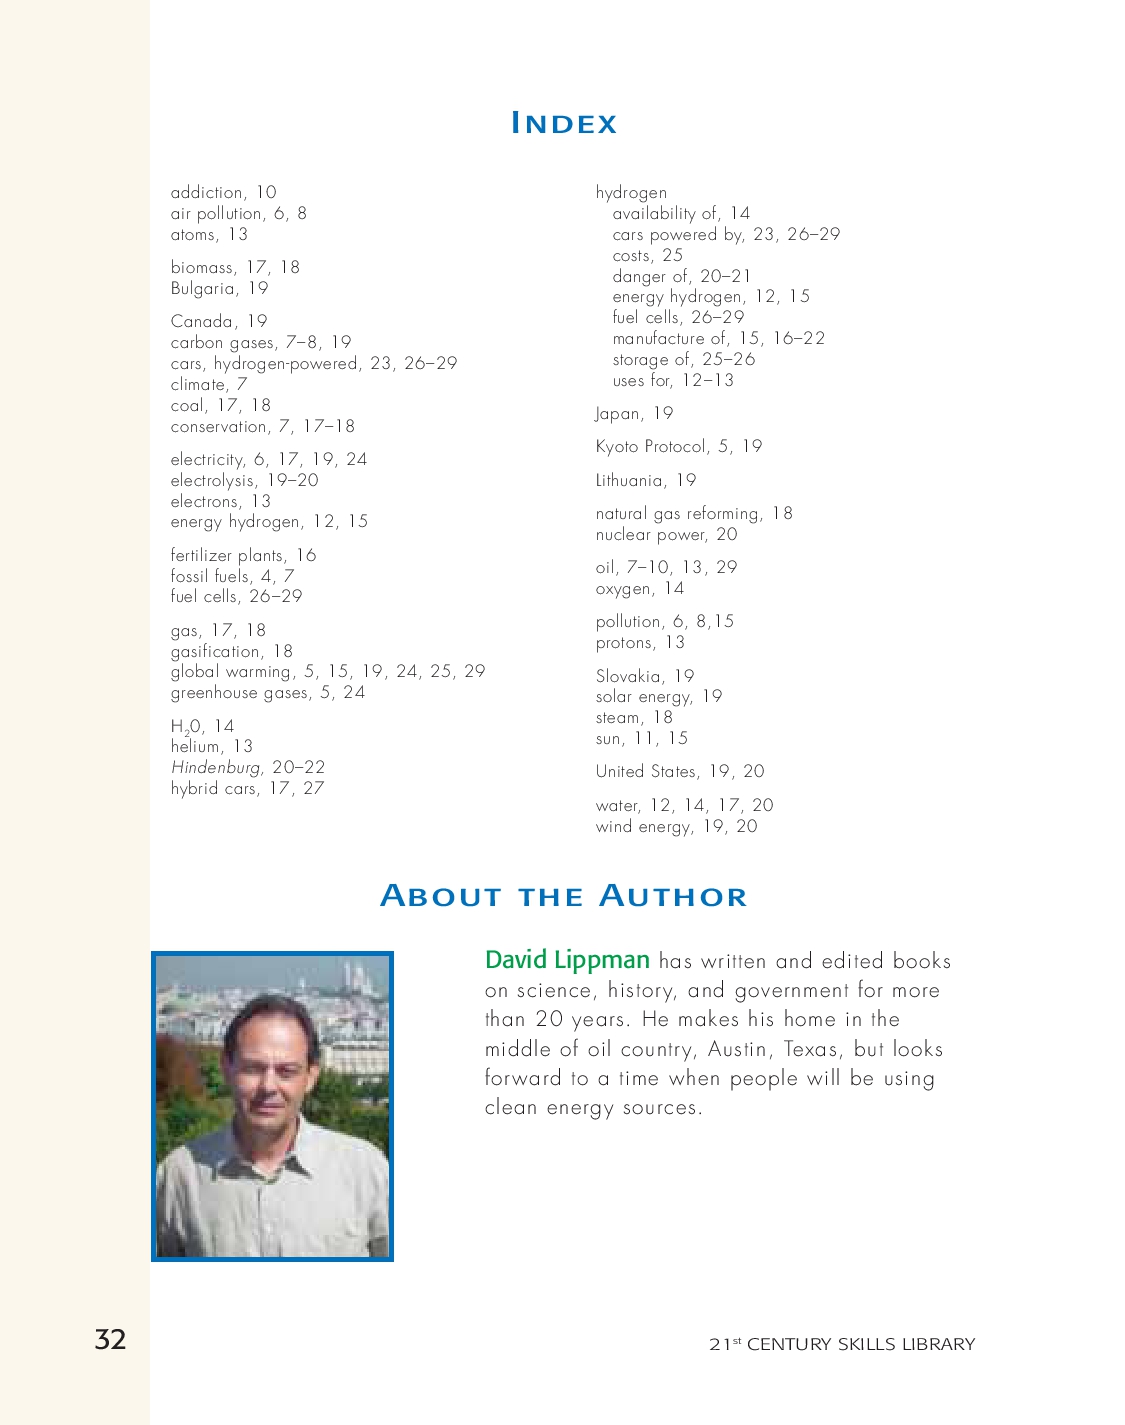 INDEX
addiction, 10
air pollution, 6, 8
atoms, 13
biomass, 17, 18
Bulgaria, 19
Canada, 19
carbon gases, 7–8, 19
cars, hydrogen-powered, 23, 26–29
climate, 7
coal, 17, 18
conservation, 7, 17–18
electricity, 6, 17, 19, 24
electrolysis, 19–20
electrons, 13
energy hydrogen, 12, 15
fertilizer plants, 16
fossil fuels, 4, 7
fuel cells, 26–29
gas, 17, 18
gasification, 18
global warming, 5, 15, 19, 24, 25, 29
greenhouse gases, 5, 24
H₂0, 14
helium, 13
Hindenburg, 20–22
hybrid cars, 17, 27
hydrogen
availability of, 14
cars powered by, 23, 26–29
costs, 25
danger of, 20–21
energy hydrogen, 12, 15
fuel cells, 26–29
manufacture of, 15, 16–22
storage of, 25–26
uses for, 12–13
Japan, 19
Kyoto Protocol, 5, 19
Lithuania, 19
natural gas reforming, 18
nuclear power, 20
oil, 7–10, 13, 29
oxygen, 14
pollution, 6, 8,15
protons, 13
Slovakia, 19
solar energy, 19
steam, 18
sun, 11, 15
United States, 19, 20
water, 12, 14, 17, 20
wind energy, 19, 20
ABOUT THE AUTHOR
David Lippman has written and edited books
on science, history, and government for more
than 20 years. He makes his home in the
middle of oil country, Austin, Texas, but looks
forward to a time when people will be using
clean energy sources.
32
21st CENTURY SKILLS LIBRARY